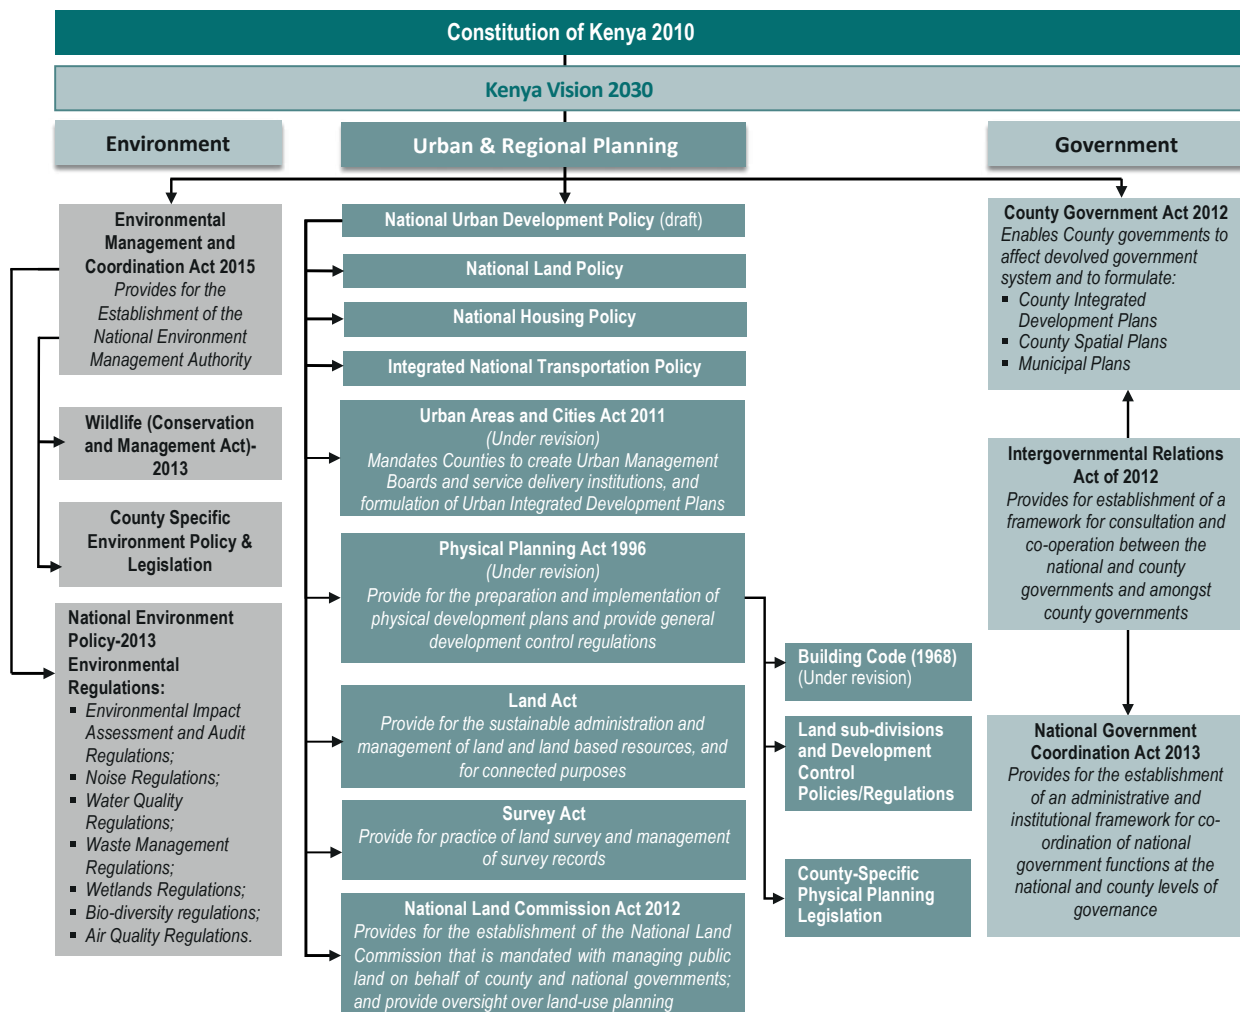 Constitution of Kenya 2010
Kenya Vision 2030
Environment
Urban & Regional Planning
Government
Environmental
Management and
Coordination Act 2015
Provides for the
Establishment of the
National Environment
Management Authority
Wildlife (Conservation
and Management Act)-
2013
County Specific
Environment Policy &
Legislation
National Environment
Policy-2013
Environmental
Regulations:
▪ Environmental Impact
Assessment and Audit
Regulations;
▪ Noise Regulations;
▪ Water Quality
Regulations;
▪ Waste Management
Regulations;
▪ Wetlands Regulations;
▪ Bio-diversity regulations;
▪ Air Quality Regulations.
National Urban Development Policy (draft)
National Land Policy
National Housing Policy
Integrated National Transportation Policy
Urban Areas and Cities Act 2011
(Under revision)
Mandates Counties to create Urban Management
Boards and service delivery institutions, and
formulation of Urban Integrated Development Plans
Physical Planning Act 1996
(Under revision)
Provide for the preparation and implementation of
physical development plans and provide general
development control regulations
Land Act
Provide for the sustainable administration and
management of land and land based resources, and
for connected purposes
Survey Act
Provide for practice of land survey and management
of survey records
National Land Commission Act 2012
Provides for the establishment of the National Land
Commission that is mandated with managing public
land on behalf of county and national governments;
and provide oversight over land-use planning
Building Code (1968)
(Under revision)
Land sub-divisions
and Development
Control
Policies/Regulations
County-Specific
Physical Planning
Legislation
County Government Act 2012
Enables County governments to
affect devolved government
system and to formulate:
▪ County Integrated
Development Plans
▪ County Spatial Plans
▪ Municipal Plans
Intergovernmental Relations
Act of 2012
Provides for establishment of a
framework for consultation and
co-operation between the
national and county
governments and amongst
county governments
National Government
Coordination Act 2013
Provides for the establishment
of an administrative and
institutional framework for co-
ordination of national
government functions at the
national and county levels of
governance